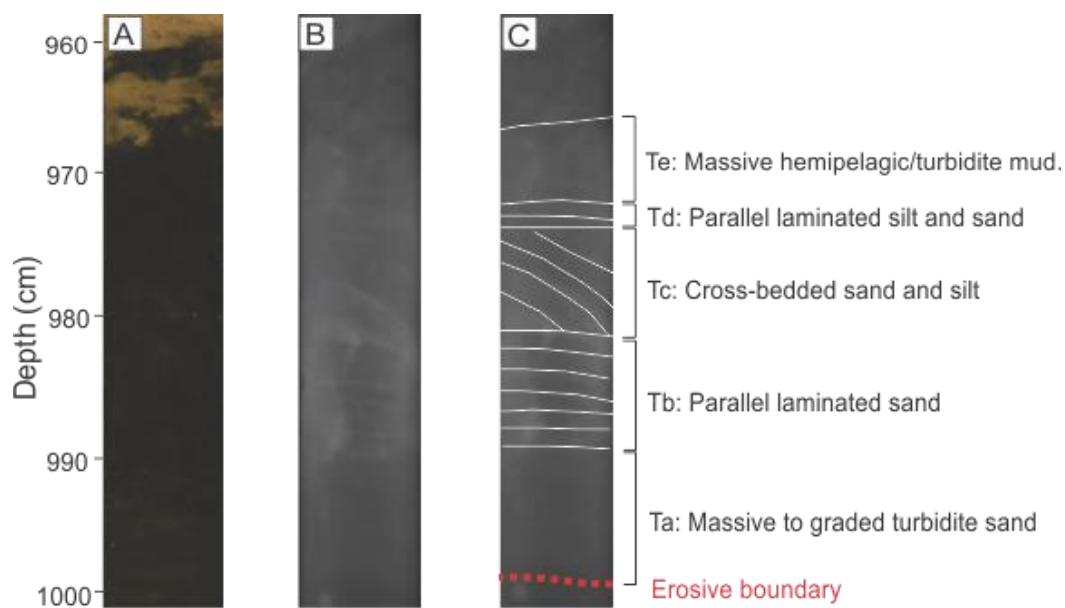 A
B
C
Depth (cm)
960
970
980
990
1000
Te: Massive hemipelagic/turbidite mud.
Td: Parallel laminated silt and sand
Tc: Cross-bedded sand and silt
Tb: Parallel laminated sand
Ta: Massive to graded turbidite sand
Erosive boundary